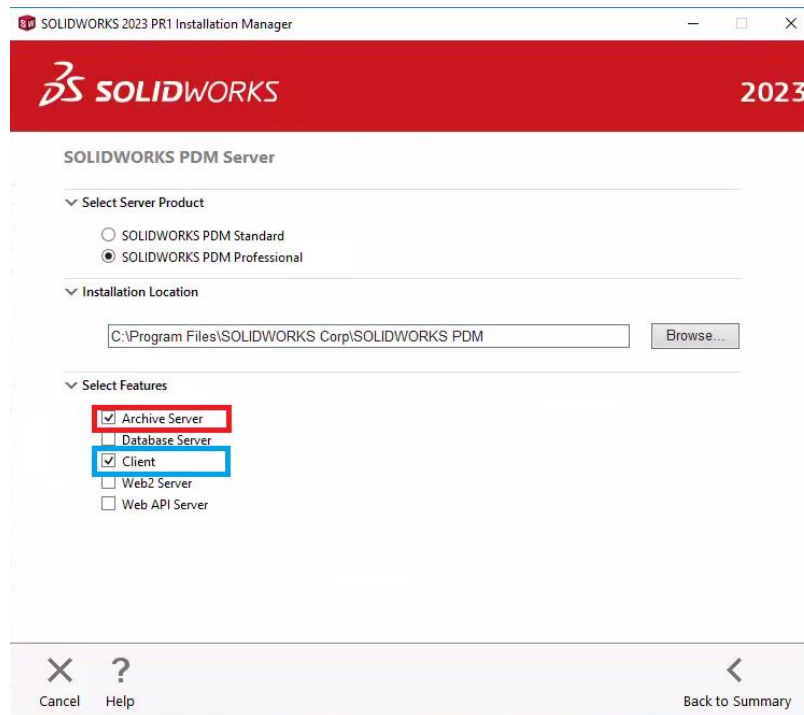 SOLIDWORKS 2023 PR1 Installation Manager
SOLIDWORKS 2023
SOLIDWORKS PDM Server
Select Server Product
SOLIDWORKS PDM Standard
SOLIDWORKS PDM Professional
Installation Location
C:\Program Files\SOLIDWORKS Corp\SOLIDWORKS PDM Browse...
Select Features
Archive Server
Database Server
Client
Web2 Server
Web API Server
? 
Cancel Help Back to Summary